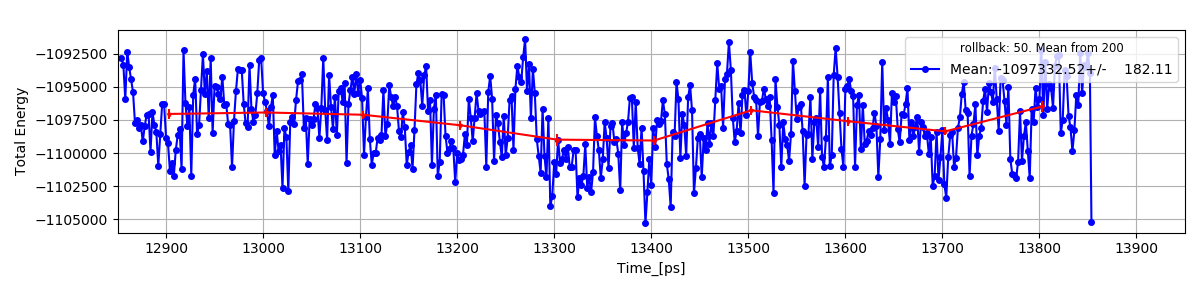 rollback: 50. Mean from 200
Mean:-1097332.52+/- 182.11
Total Energy
−1092500
−1095000
−1097500
−1100000
−1102500
−1105000
12900 13000 13100 13200 13300 13400 13500 13600 13700 13800 13900
Time_[ps]